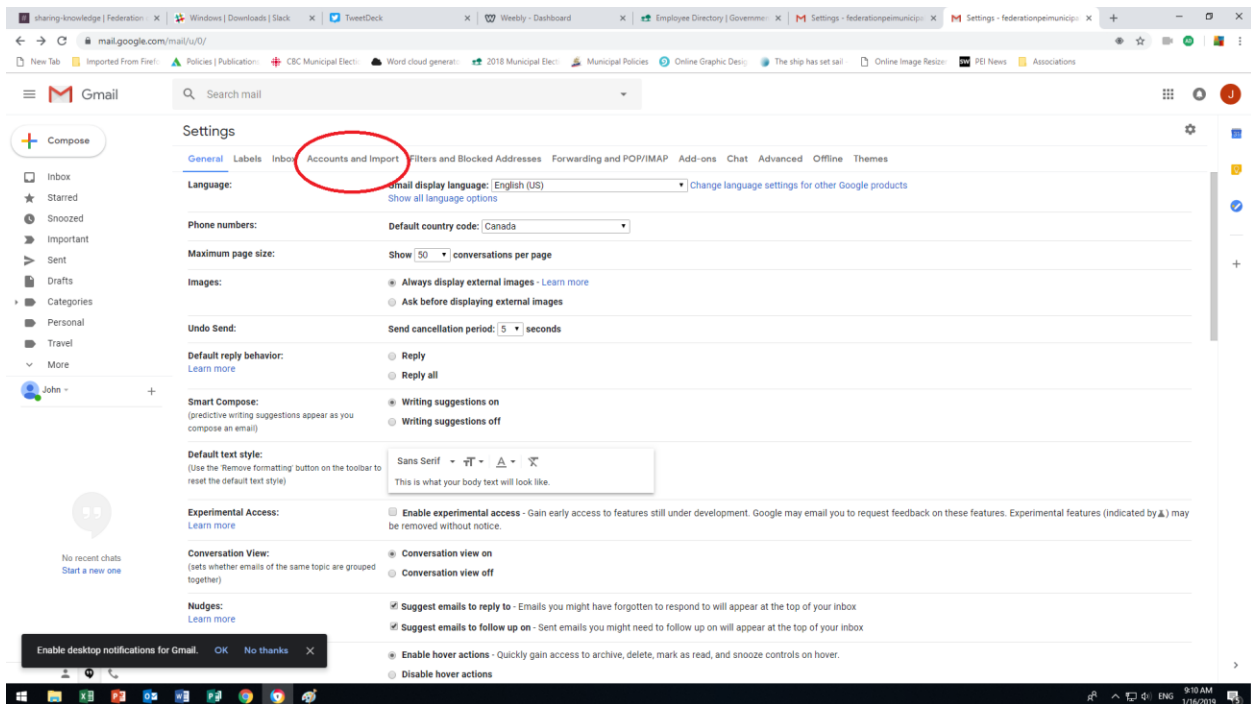 sharing-knowledge | Federation
Windows | Downloads | Slack
TweetDeck
Weebly - Dashboard
Employee Directory | Governmen
Settings - federationpeimunicipa
Settings - federationpeimunicipa
mail.google.com/mail/u/0/
New Tab
Imported From Firefo
Policies | Publication
CBC Municipal Electi
Word cloud generato
2018 Municipal Elect
Municipal Policies
Online Graphic Desig
The ship has set sail
Online Image Resizer
SW PEI News
Associations
Gmail
Search mail
J
Compose
Inbox
Starred
Snoozed
Important
Sent
Drafts
Categories
Personal
Travel
More
John
No recent chats
Start a new one
Settings
General Labels Inbox Accounts and Import Filters and Blocked Addresses Forwarding and POP/IMAP Add-ons Chat Advanced Offline Themes
Language:
Gmail display language: English (US) Change language settings for other Google products
Show all language options
Phone numbers:
Default country code: Canada
Maximum page size:
Show 50 conversations per page
Images:
Always display external images - Learn more
Ask before displaying external images
Undo Send:
Send cancellation period: 5 seconds
Default reply behavior:
Learn more
Reply
Reply all
Smart Compose:
(predictive writing suggestions appear as you
compose an email)
Writing suggestions on
Writing suggestions off
Default text style:
(Use the 'Remove formatting' button on the toolbar to
reset the default text style)
Sans Serif
This is what your body text will look like.
Experimental Access:
Learn more
Enable experimental access - Gain early access to features still under development. Google may email you to request feedback on these features. Experimental features (indicated by ) may
be removed without notice.
Conversation View:
(sets whether emails of the same topic are grouped
together)
Conversation view on
Conversation view off
Nudges:
Learn more
Suggest emails to reply to - Emails you might have forgotten to respond to will appear at the top of your inbox
Suggest emails to follow up on - Sent emails you might need to follow up on will appear at the top of your inbox
Enable hover actions - Quickly gain access to archive, delete, mark as read, and snooze controls on hover.
Disable hover actions
Enable desktop notifications for Gmail. OK No thanks
ENG
9:10 AM
1/16/2019